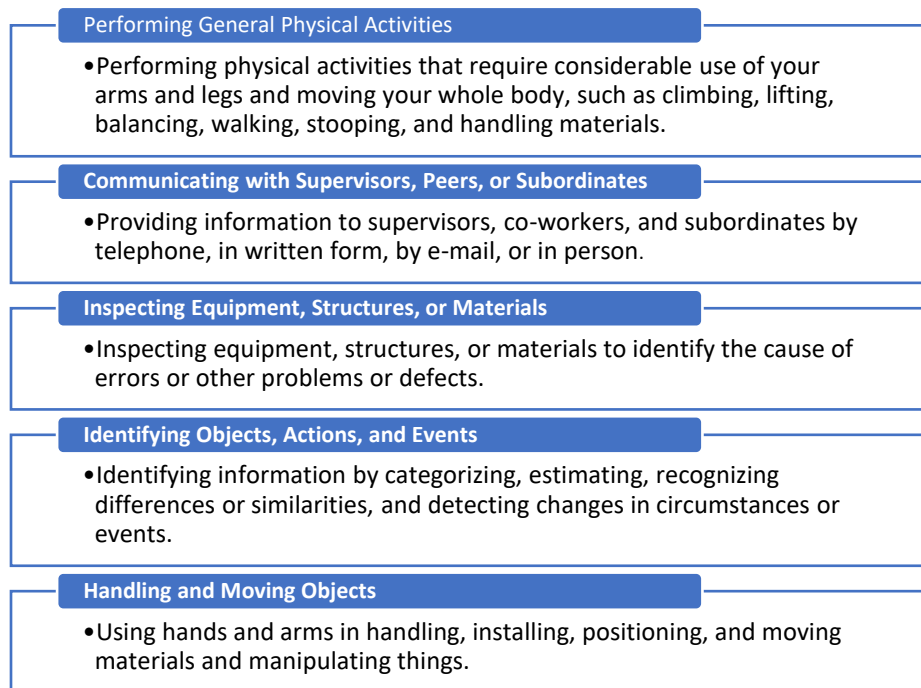 Performing General Physical Activities
•Performing physical activities that require considerable use of your
arms and legs and moving your whole body, such as climbing, lifting,
balancing, walking, stooping, and handling materials.
Communicating with Supervisors, Peers, or Subordinates
•Providing information to supervisors, co-workers, and subordinates by
telephone, in written form, by e-mail, or in person.
Inspecting Equipment, Structures, or Materials
•Inspecting equipment, structures, or materials to identify the cause of
errors or other problems or defects.
Identifying Objects, Actions, and Events
•Identifying information by categorizing, estimating, recognizing
differences or similarities, and detecting changes in circumstances or
events.
Handling and Moving Objects
•Using hands and arms in handling, installing, positioning, and moving
materials and manipulating things.